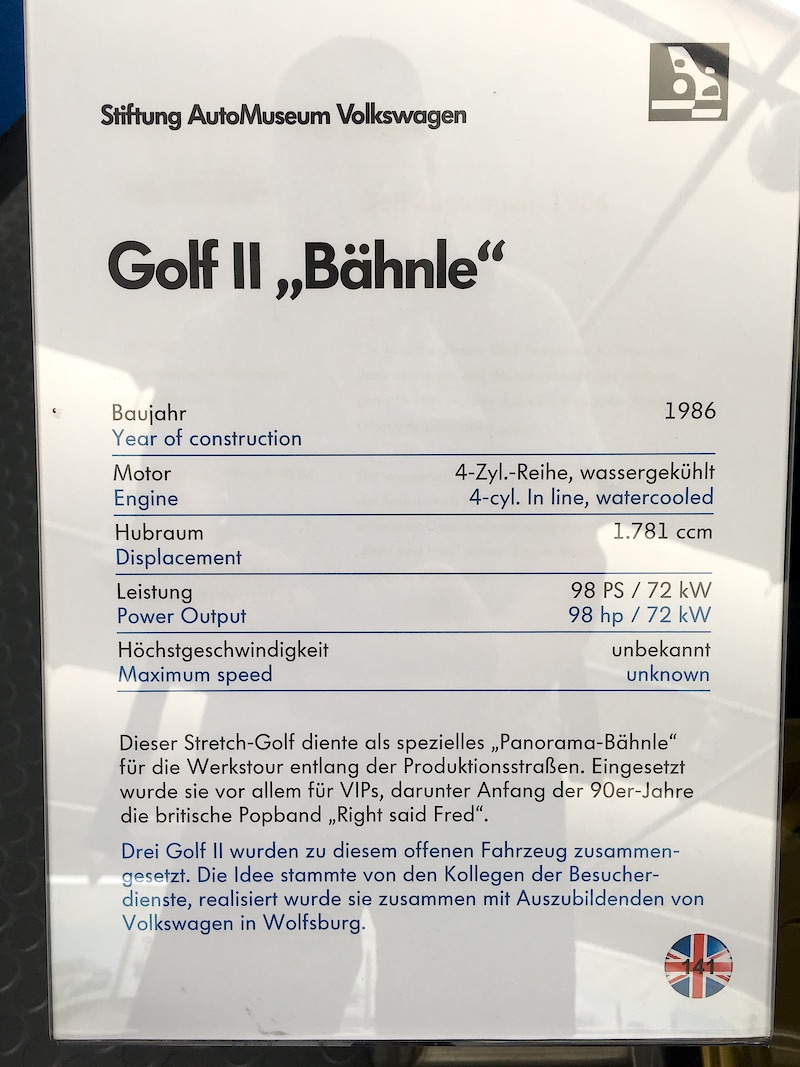 Stiftung AutoMuseum Volkswagen
Golf II „Bähnle“
Baujahr 1986
Year of construction
Motor 4-Zyl.-Reihe, wassergekühlt
Engine 4-cyl. In line, watercooled
Hubraum 1.781 ccm
Displacement
Leistung 98 PS / 72 kW
Power Output 98 hp / 72 kW
Höchstgeschwindigkeit unbekannt
Maximum speed unknown
Dieser Stretch-Golf diente als spezielles „Panorama-Bähnle“
für die Werkstour entlang der Produktionsstraßen. Eingesetzt
wurde sie vor allem für VIPs, darunter Anfang der 90er-Jahre
die britische Popband „Right said Fred“.
Drei Golf II wurden zu diesem offenen Fahrzeug zusammen-
gesetzt. Die Idee stammte von den Kollegen der Besucher-
dienste, realisiert wurde sie zusammen mit Auszubildenden von
Volkswagen in Wolfsburg.
141